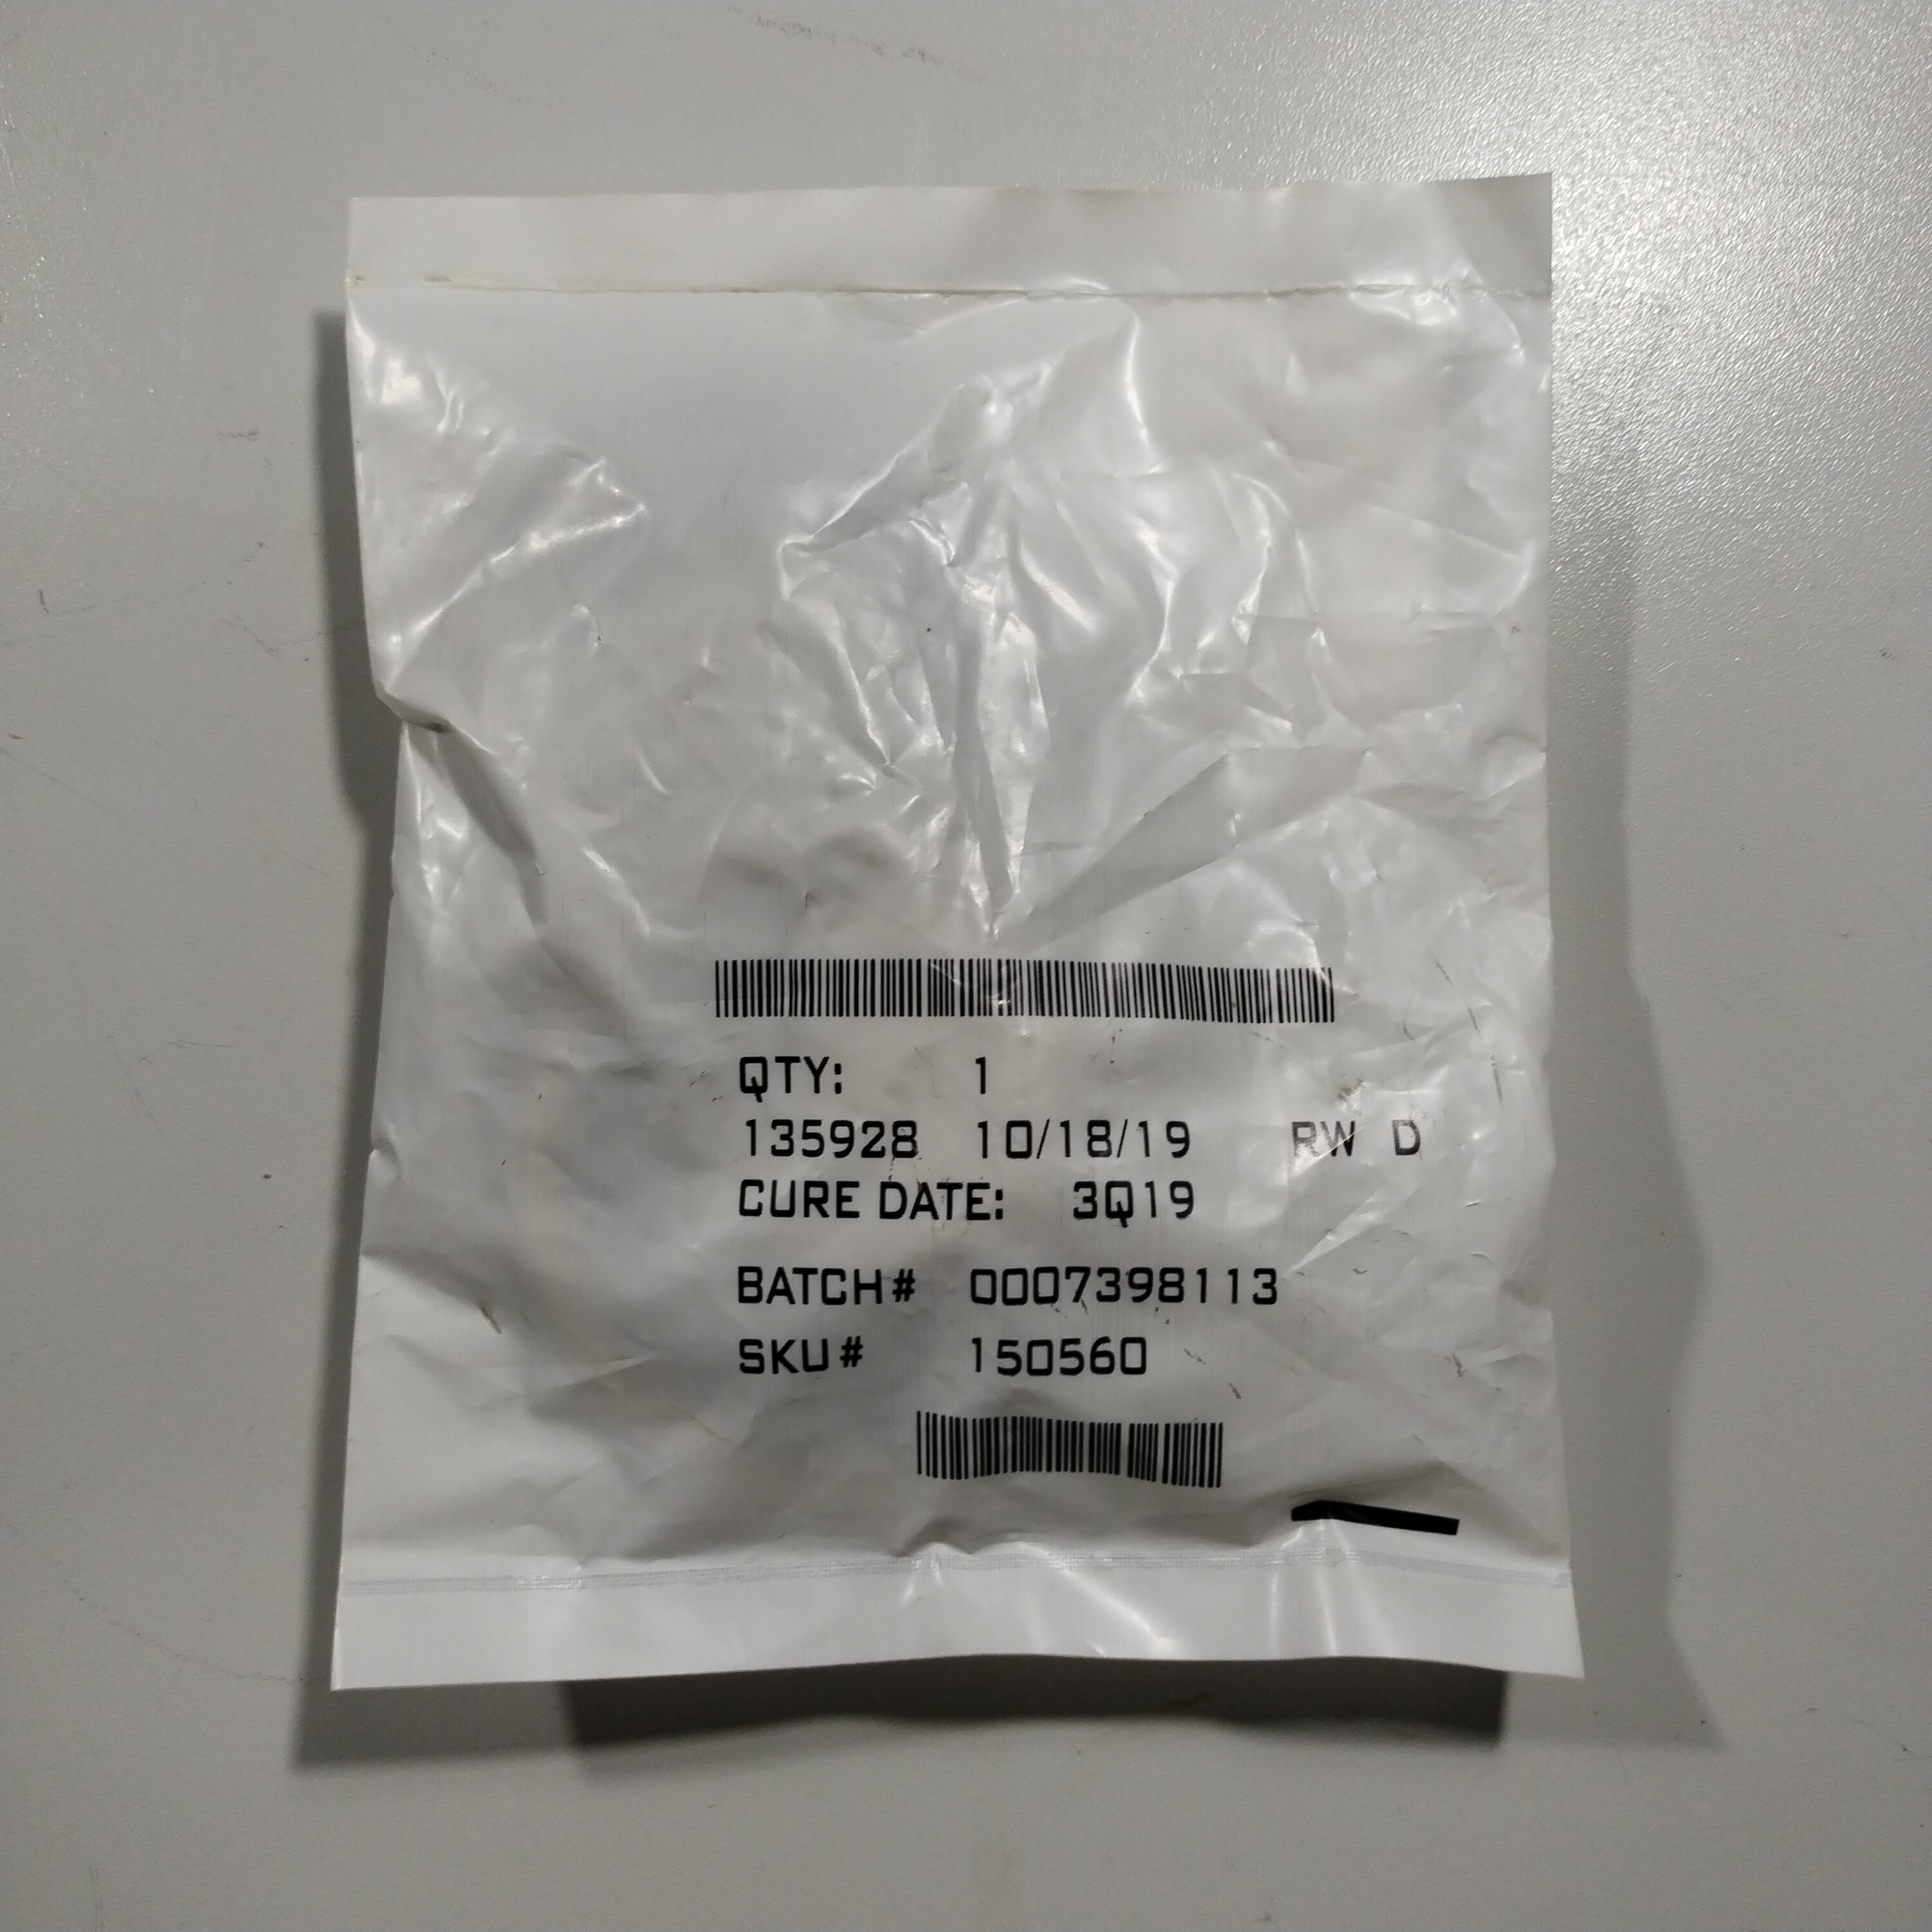 QTY: 1
135928 10/18/19 RW D
CURE DATE: 3Q19
BATCH# 0007398113
SKU# 150560